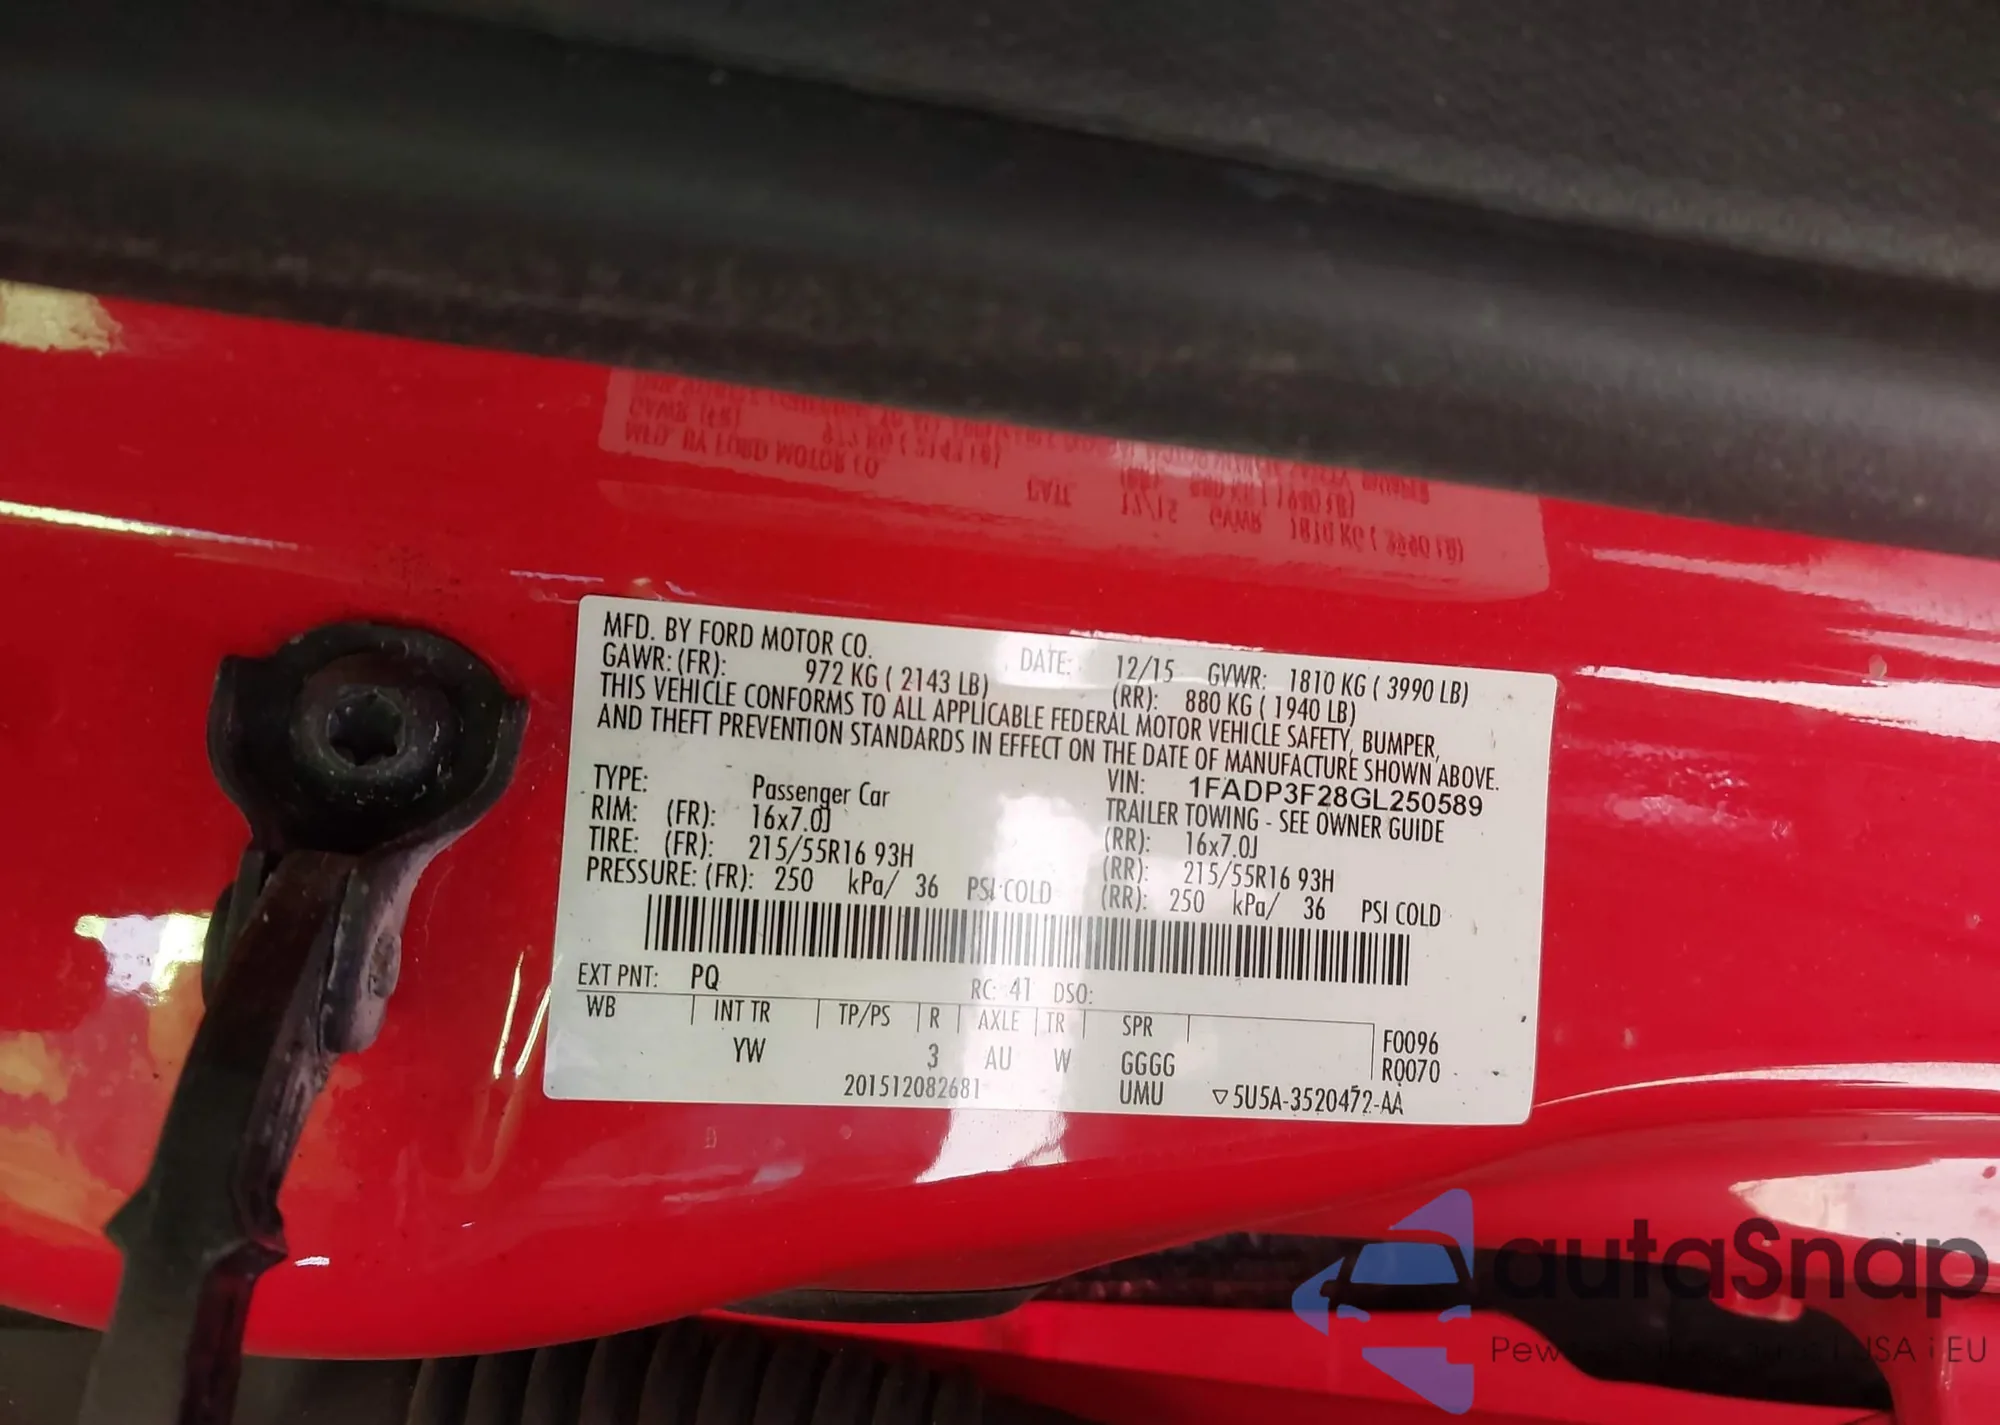 MFD. BY FORD MOTOR CO. DATE: 12/15 GVWR: 1810 KG ( 3990 LB)
GAWR: (FR): 972 KG ( 2143 LB) (RR): 880 KG ( 1940 LB)
THIS VEHICLE CONFORMS TO ALL APPLICABLE FEDERAL MOTOR VEHICLE SAFETY, BUMPER,
AND THEFT PREVENTION STANDARDS IN EFFECT ON THE DATE OF MANUFACTURE SHOWN ABOVE.
TYPE: Passenger Car VIN: 1FADP3F28GL250589
TRAILER TOWING - SEE OWNER GUIDE
RIM: (FR): 16x7.0J (RR): 16x7.0J
TIRE: (FR): 215/55R16 93H (RR): 215/55R16 93H
PRESSURE: (FR): 250 kPa/ 36 PSI COLD (RR): 250 kPa/ 36 PSI COLD
EXT PNT: PQ RC: 41 DSO:
WB INT TR TP/PS R AXLE TR SPR F0096
YW 3 AU W GGGG R0070
201512082681 UMU ▽5U5A-3520472-AA
autaSnap
USA i EU